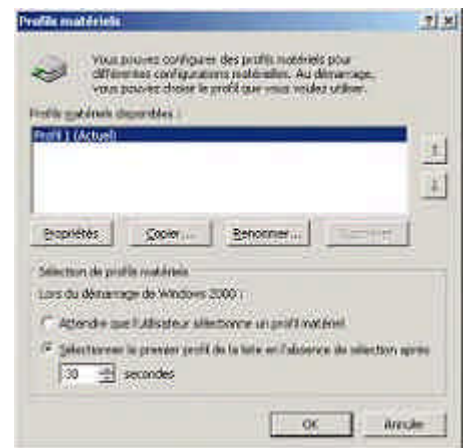 Profils matériels
Vous pouvez configurer des profils matériels pour
différentes configurations matérielles. Au démarrage,
vous pouvez choisir le profil que vous voulez utiliser.
Profils matériels disponibles :
Profil 1 (Actuel)
Propriétés
Copier...
Renommer...
Supprimer
Sélection de profils matériels
Lors du démarrage de Windows 2000 :
Attendre que l'utilisateur sélectionne un profil matériel
Sélectionner le premier profil de la liste en l'absence de sélection après
30 secondes
OK
Annuler